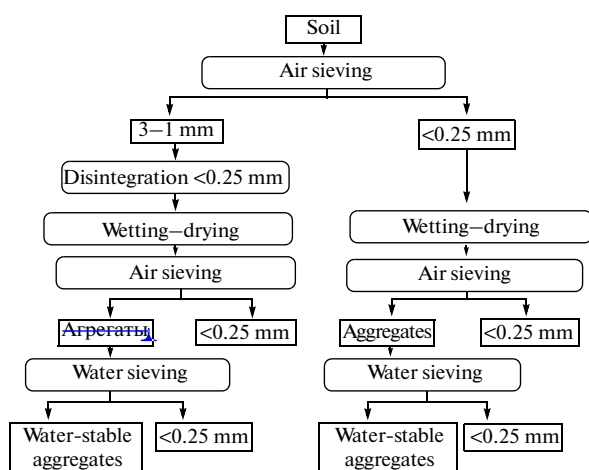 Soil
Air sieving
3–1 mm
<0.25 mm
Disintegration <0.25 mm
Wetting–drying
Wetting–drying
Air sieving
Air sieving
Агрегаты
<0.25 mm
Aggregates
<0.25 mm
Water sieving
Water sieving
Water-stable
aggregates
<0.25 mm
Water-stable
aggregates
<0.25 mm